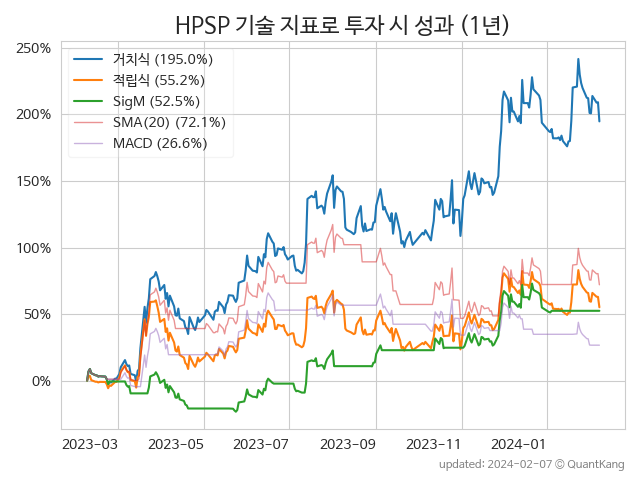 HPSP 기술 지표로 투자 시 성과 (1년)
거치식 (195.0%)
적립식 (55.2%)
SigM (52.5%)
SMA(20) (72.1%)
MACD (26.6%)
250%
200%
150%
100%
50%
0%
2023-03 2023-05 2023-07 2023-09 2023-11 2024-01
updated: 2024-02-07 © QuantKang